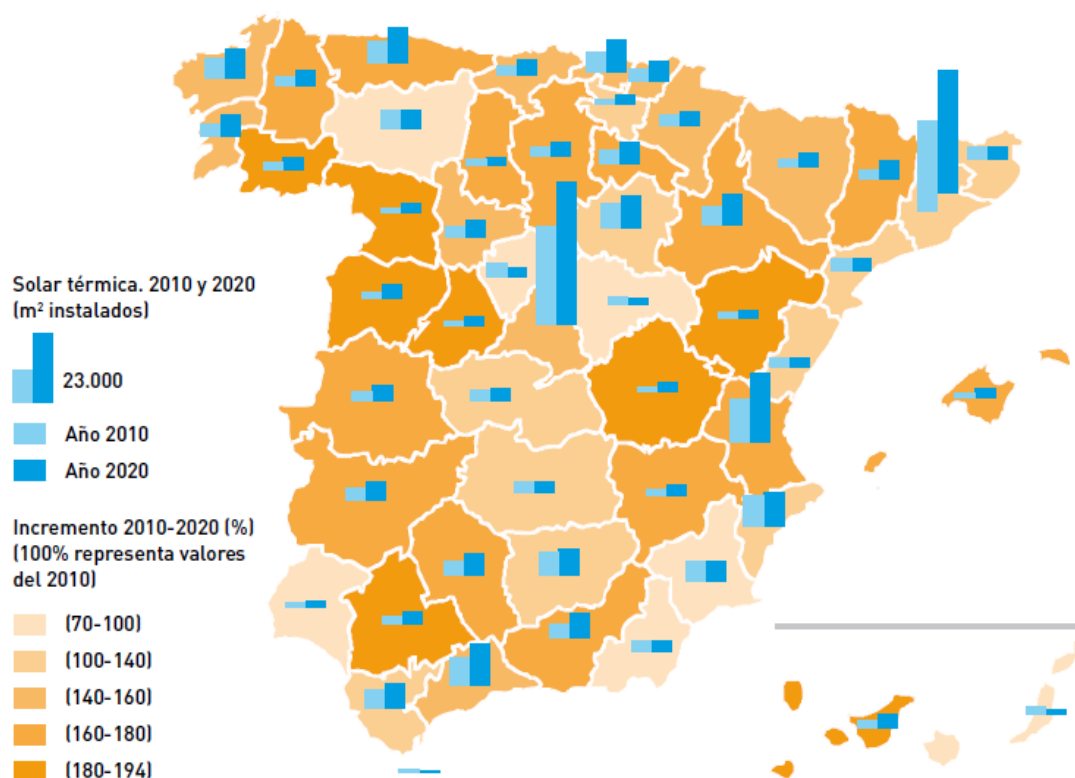 Solar térmica. 2010 y 2020
(m² instalados)
23.000
Año 2010
Año 2020
Incremento 2010-2020 (%)
(100% representa valores
del 2010)
(70-100)
(100-140)
(140-160)
(160-180)
(180-194)